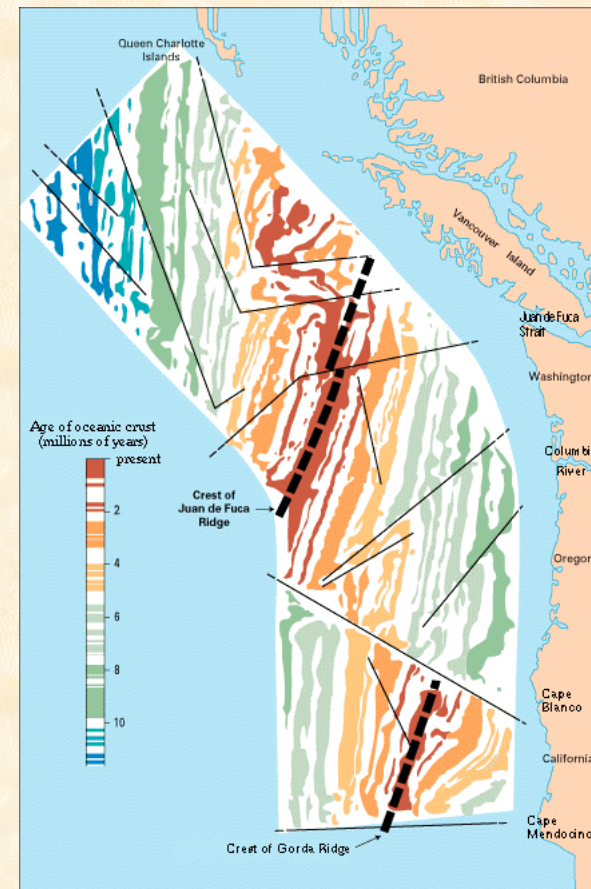 Queen Charlotte
Islands
British Columbia
Vancouver Island
Juan de Fuca
Strait
Washington
Columbi
River
Oregon
Cape
Blanco
California
Cape
Mendocino
Age of oceanic crust
(millions of years)
present
2
4
6
8
10
Crest of
Juan de Fuca
Ridge
Crest of Gorda Ridge